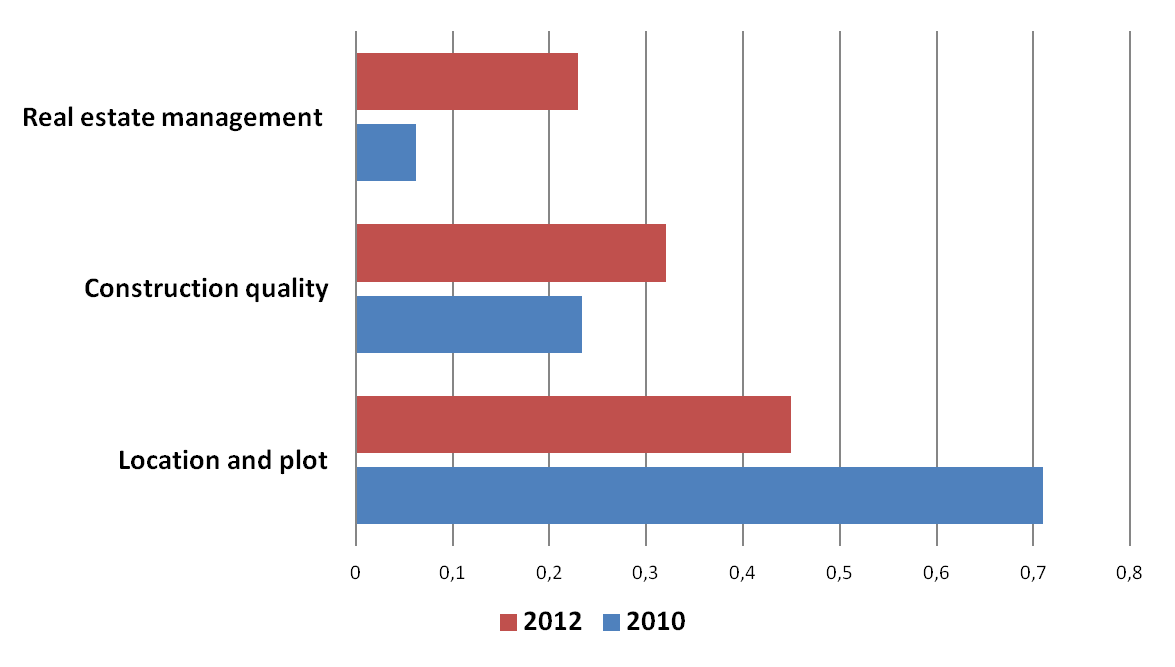 Real estate management
Construction quality
Location and plot
0 0,1 0,2 0,3 0,4 0,5 0,6 0,7 0,8
2012 2010